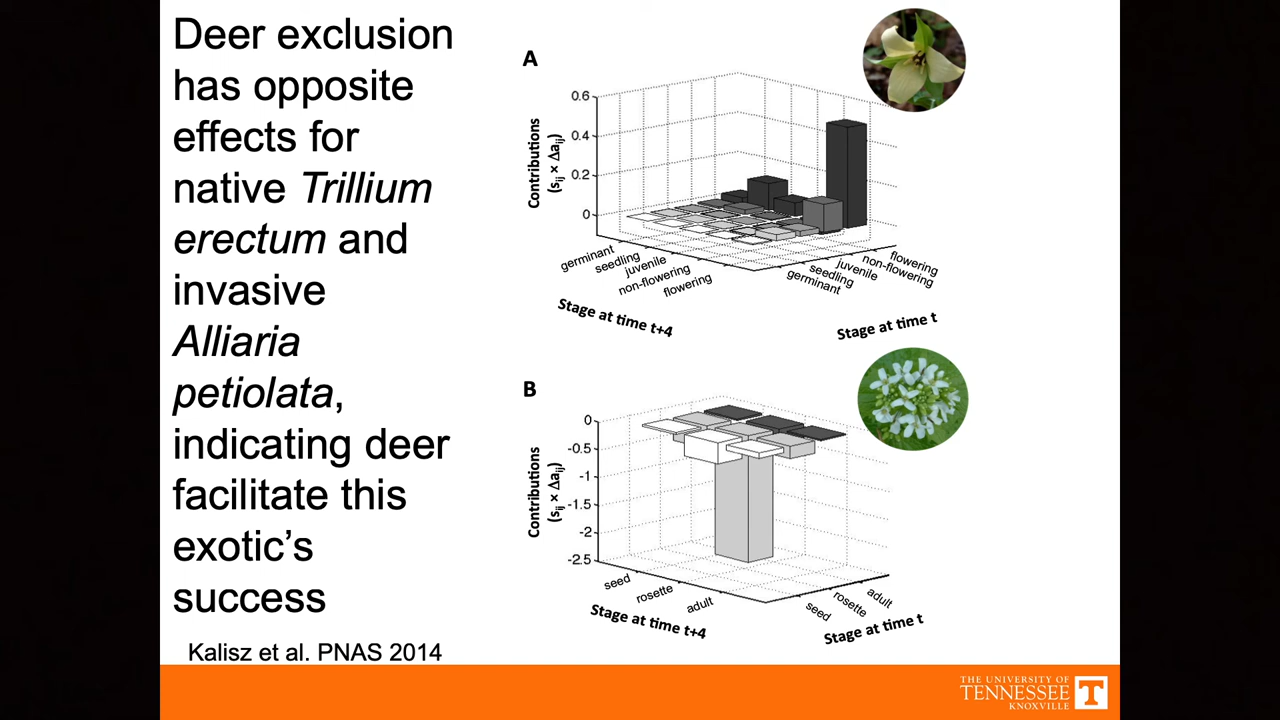 Deer exclusion
has opposite
effects for
native Trillium
erectum and
invasive
Alliaria
petiolata,
indicating deer
facilitate this
exotic’s
success
Kalisz et al. PNAS 2014
A
Contributions
(sij × Δaij)
0.6
0.4
0.2
0
germinant
seedling
juvenile
non-flowering
flowering
Stage at time t+4
flowering
non-flowering
juvenile
seedling
germinant
Stage at time t
B
Contributions
(sij × Δaij)
0
-0.5
-1
-1.5
-2
-2.5
seed
rosette
adult
Stage at time t+4
adult
rosette
seed
Stage at time t
THE UNIVERSITY OF
TENNESSEE
KNOXVILLE
T